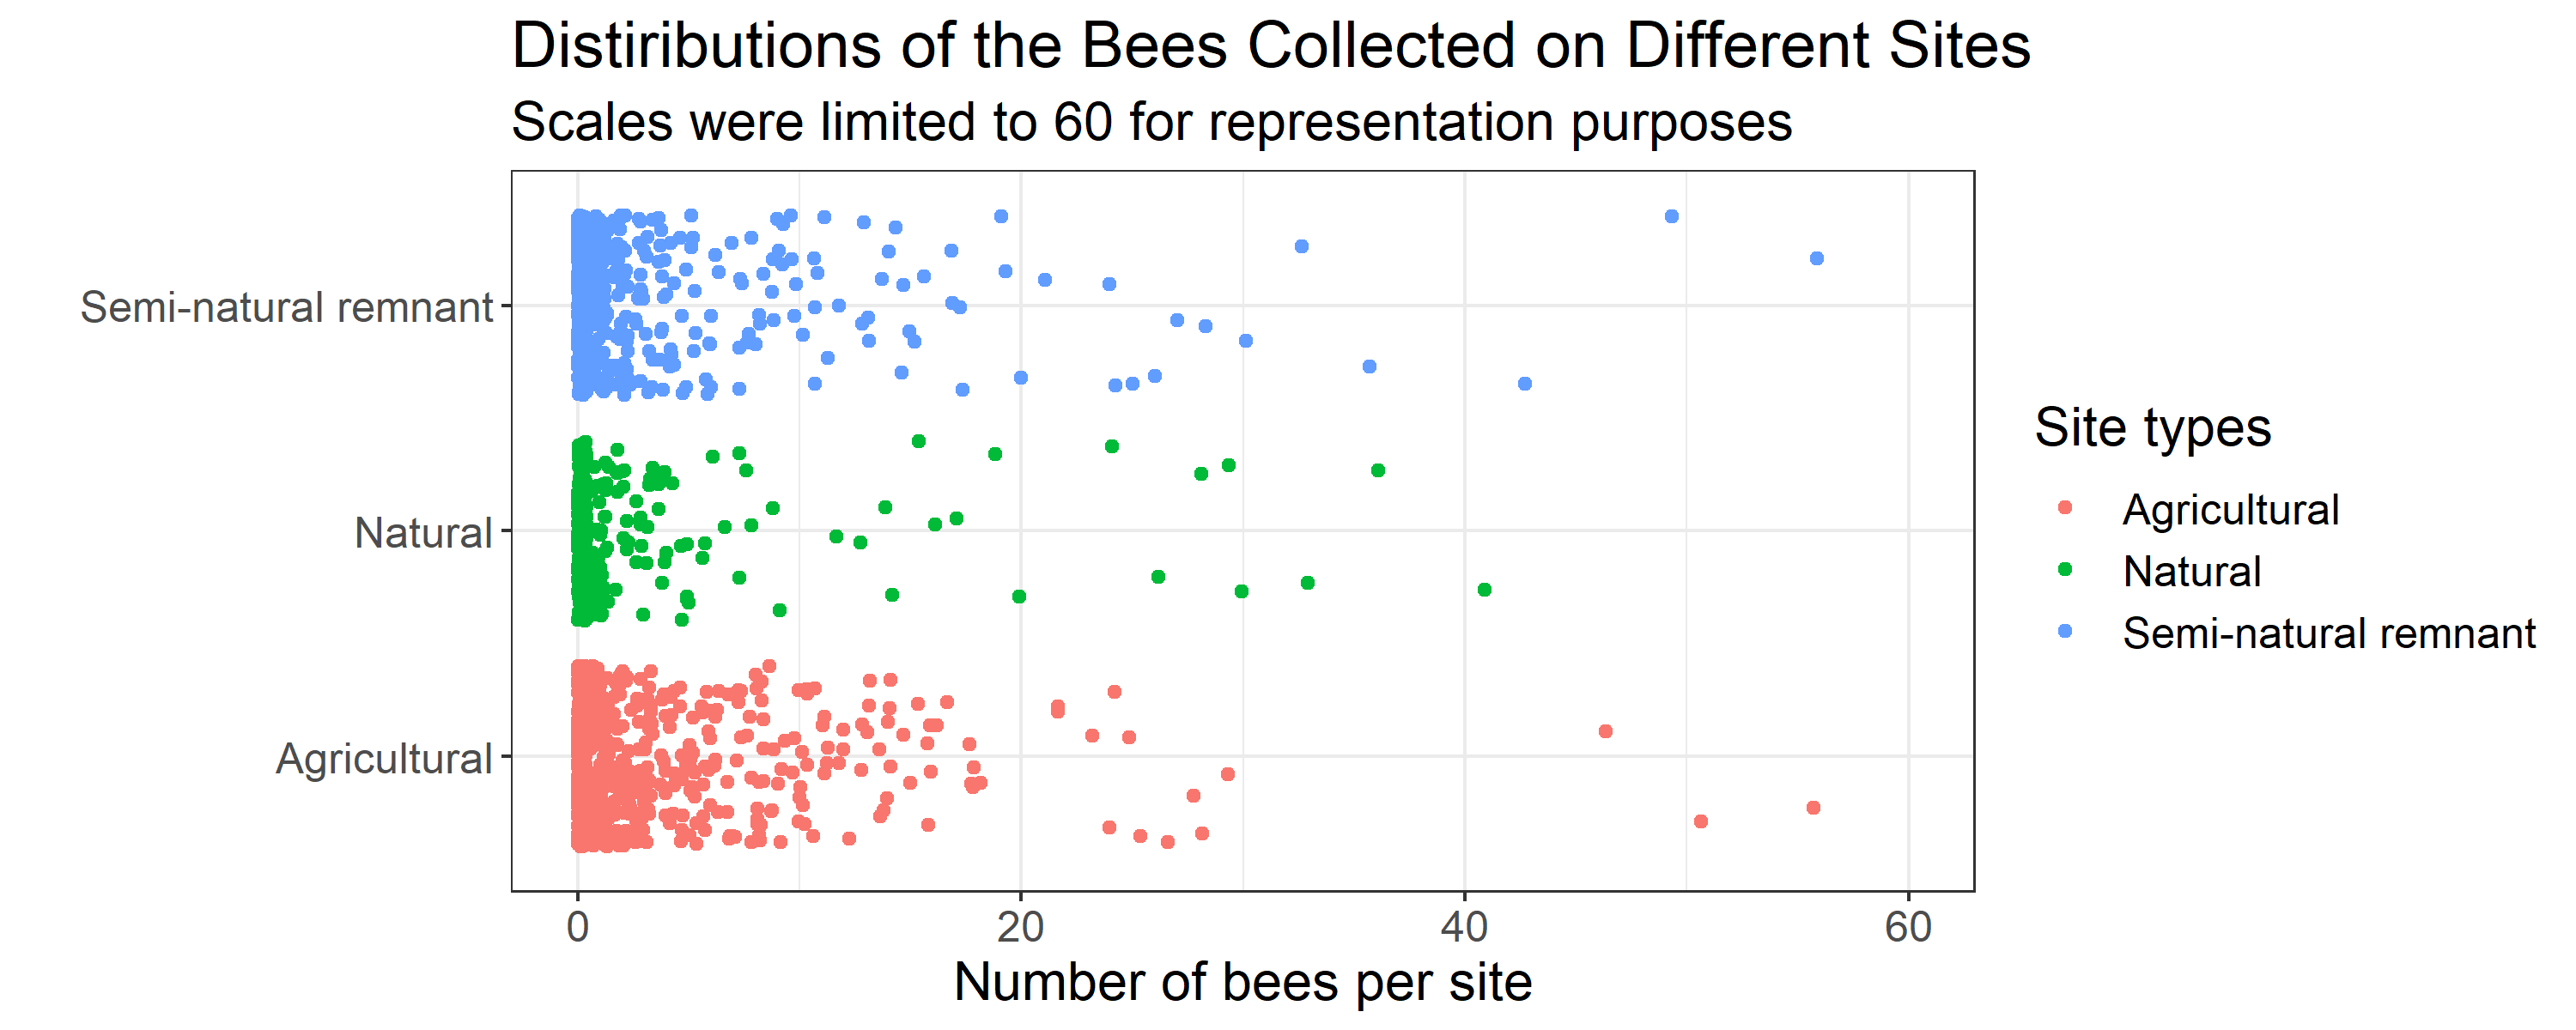 Distiributions of the Bees Collected on Different Sites
Scales were limited to 60 for representation purposes
Semi-natural remnant
Natural
Agricultural
0 20 40 60
Number of bees per site
Site types
Agricultural
Natural
Semi-natural remnant